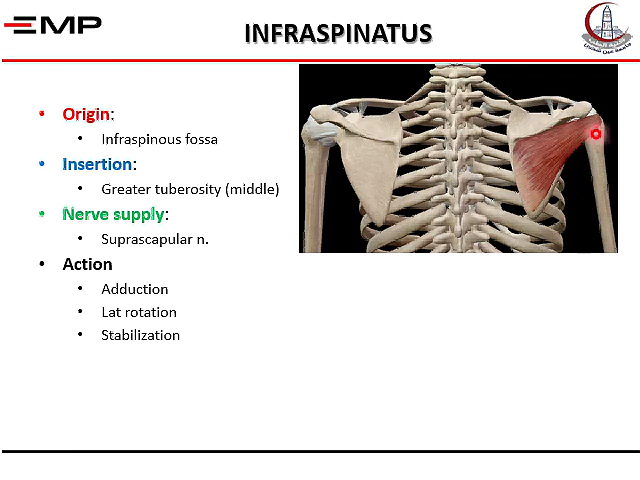 EMP
INFRASPINATUS
• Origin:
• Infraspinous fossa
• Insertion:
• Greater tuberosity (middle)
• Nerve supply:
• Suprascapular n.
• Action
• Adduction
• Lat rotation
• Stabilization